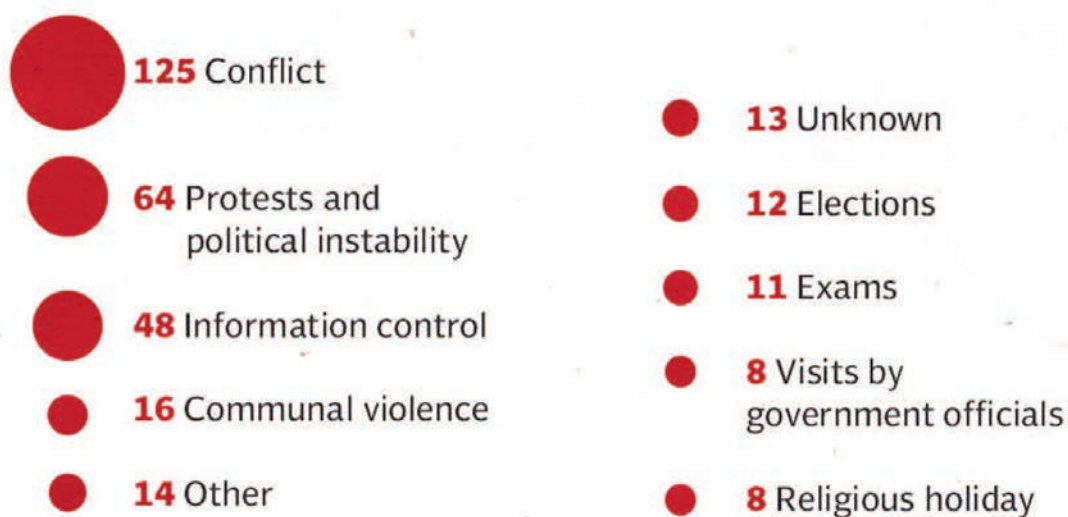 125 Conflict
64 Protests and
political instability
48 Information control
16 Communal violence
14 Other
13 Unknown
12 Elections
11 Exams
8 Visits by
government officials
8 Religious holiday